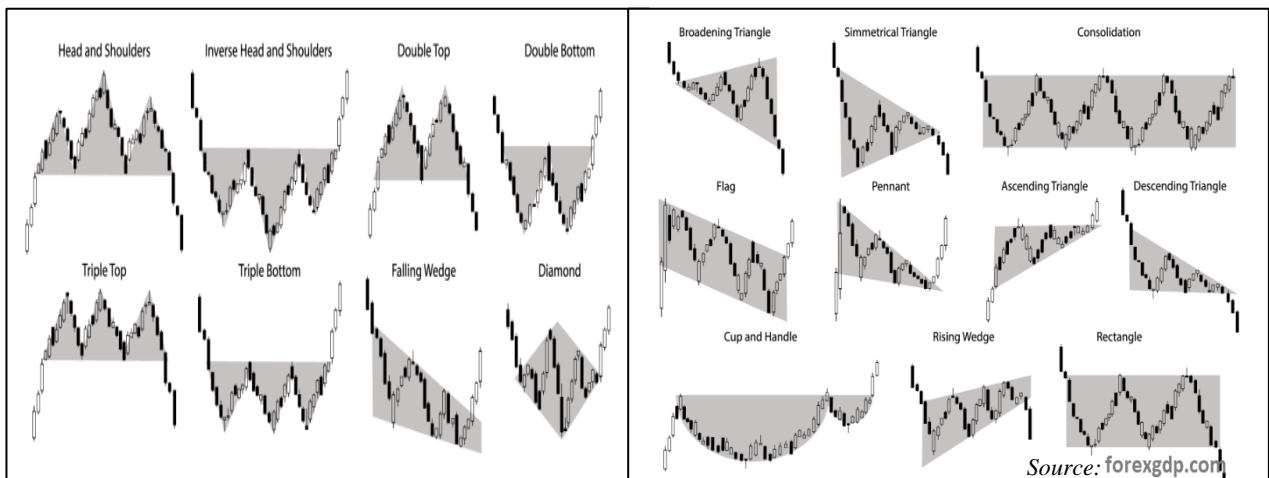 Head and Shoulders
Inverse Head and Shoulders
Double Top
Double Bottom
Triple Top
Triple Bottom
Falling Wedge
Diamond
Broadening Triangle
Simmetrical Triangle
Consolidation
Flag
Pennant
Ascending Triangle
Descending Triangle
Cup and Handle
Rising Wedge
Rectangle
Source: forexgdp.com